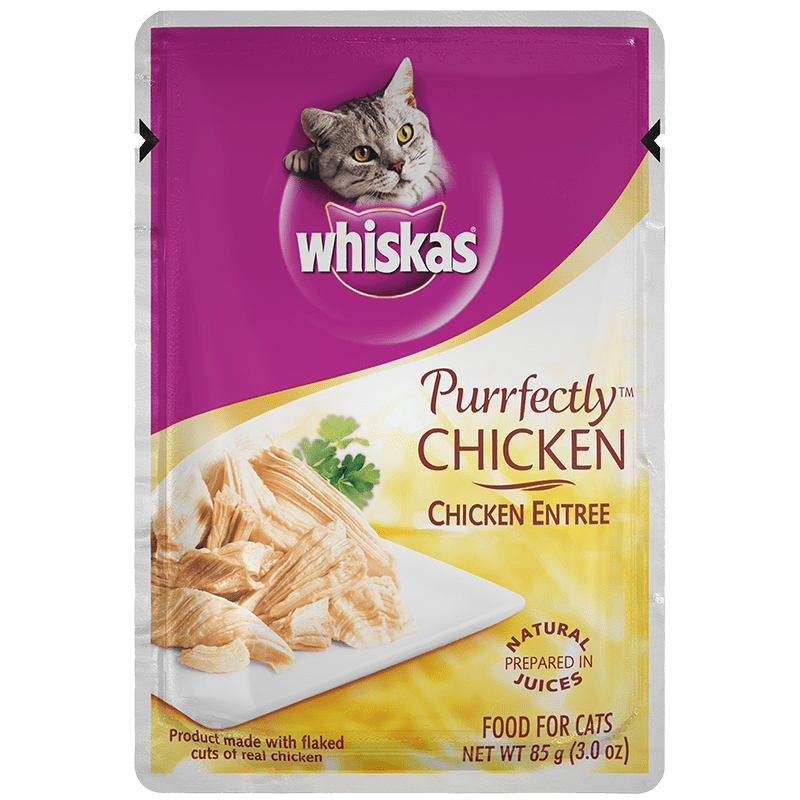 whiskas
Purrfectly™
CHICKEN
CHICKEN ENTREE
NATURAL
PREPARED IN
JUICES
Product made with flaked
cuts of real chicken
FOOD FOR CATS
NET WT 85 g (3.0 oz)